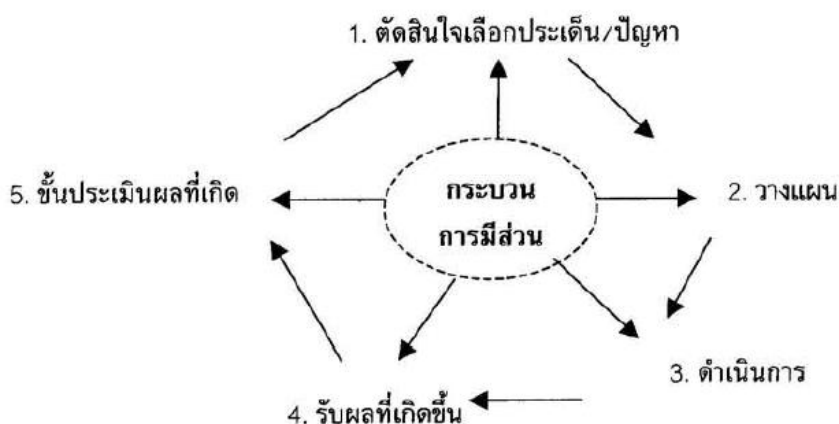 1. ตัดสินใจเลือกประเด็น/ปัญหา
5. ขั้นประเมินผลที่เกิด
กระบวน
การมีส่วน
2. วางแผน
3. ดำเนินการ
4. รับผลที่เกิดขึ้น